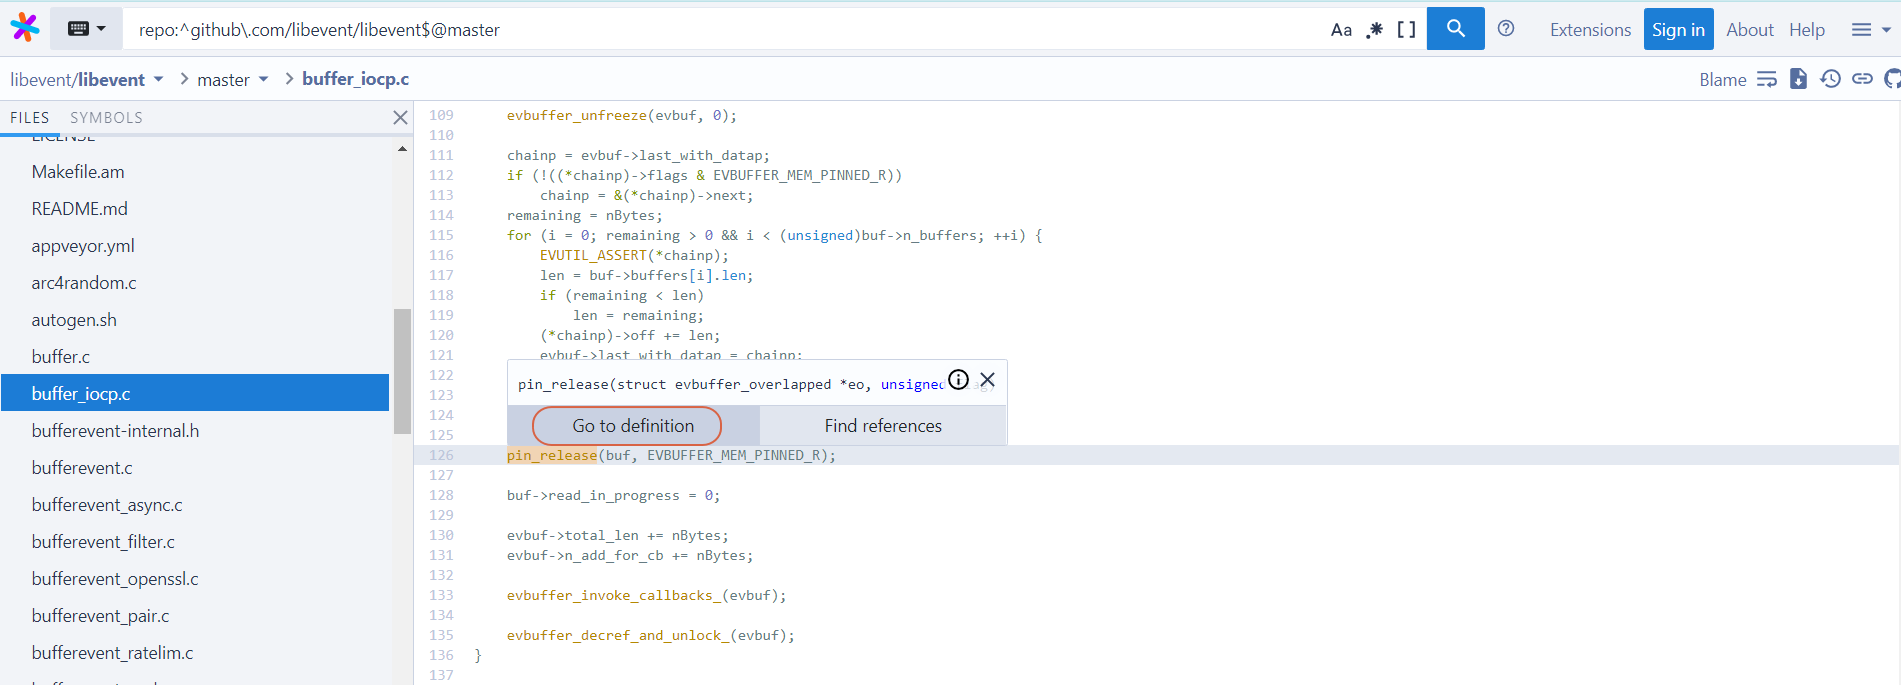 repo:^github\.com/libevent/libevent$@master
Aa .* [ ]
Extensions Sign in About Help
libevent/libevent > master > buffer_iocp.c
Blame
FILES SYMBOLS
LICENSE
Makefile.am
README.md
appveyor.yml
arc4random.c
autogen.sh
buffer.c
buffer_iocp.c
bufferevent-internal.h
bufferevent.c
bufferevent_async.c
bufferevent_filter.c
bufferevent_openssl.c
bufferevent_pair.c
bufferevent_ratelim.c
109 evbuffer_unfreeze(evbuf, 0);
110
111 chainp = evbuf->last_with_datap;
112 if (!((*chainp)->flags & EVBUFFER_MEM_PINNED_R))
113 chainp = &(*chainp)->next;
114 remaining = nBytes;
115 for (i = 0; remaining > 0 && i < (unsigned)buf->n_buffers; ++i) {
116 EVUTIL_ASSERT(*chainp);
117 len = buf->buffers[i].len;
118 if (remaining < len)
119 len = remaining;
120 (*chainp)->off += len;
121 evbuf->last_with_datap = chainp;
122
123
124
125
pin_release(struct evbuffer_overlapped *eo, unsigned
Go to definition Find references
126 pin_release(buf, EVBUFFER_MEM_PINNED_R);
127
128 buf->read_in_progress = 0;
129
130 evbuf->total_len += nBytes;
131 evbuf->n_add_for_cb += nBytes;
132
133 evbuffer_invoke_callbacks_(evbuf);
134
135 evbuffer_decref_and_unlock_(evbuf);
136 }
137